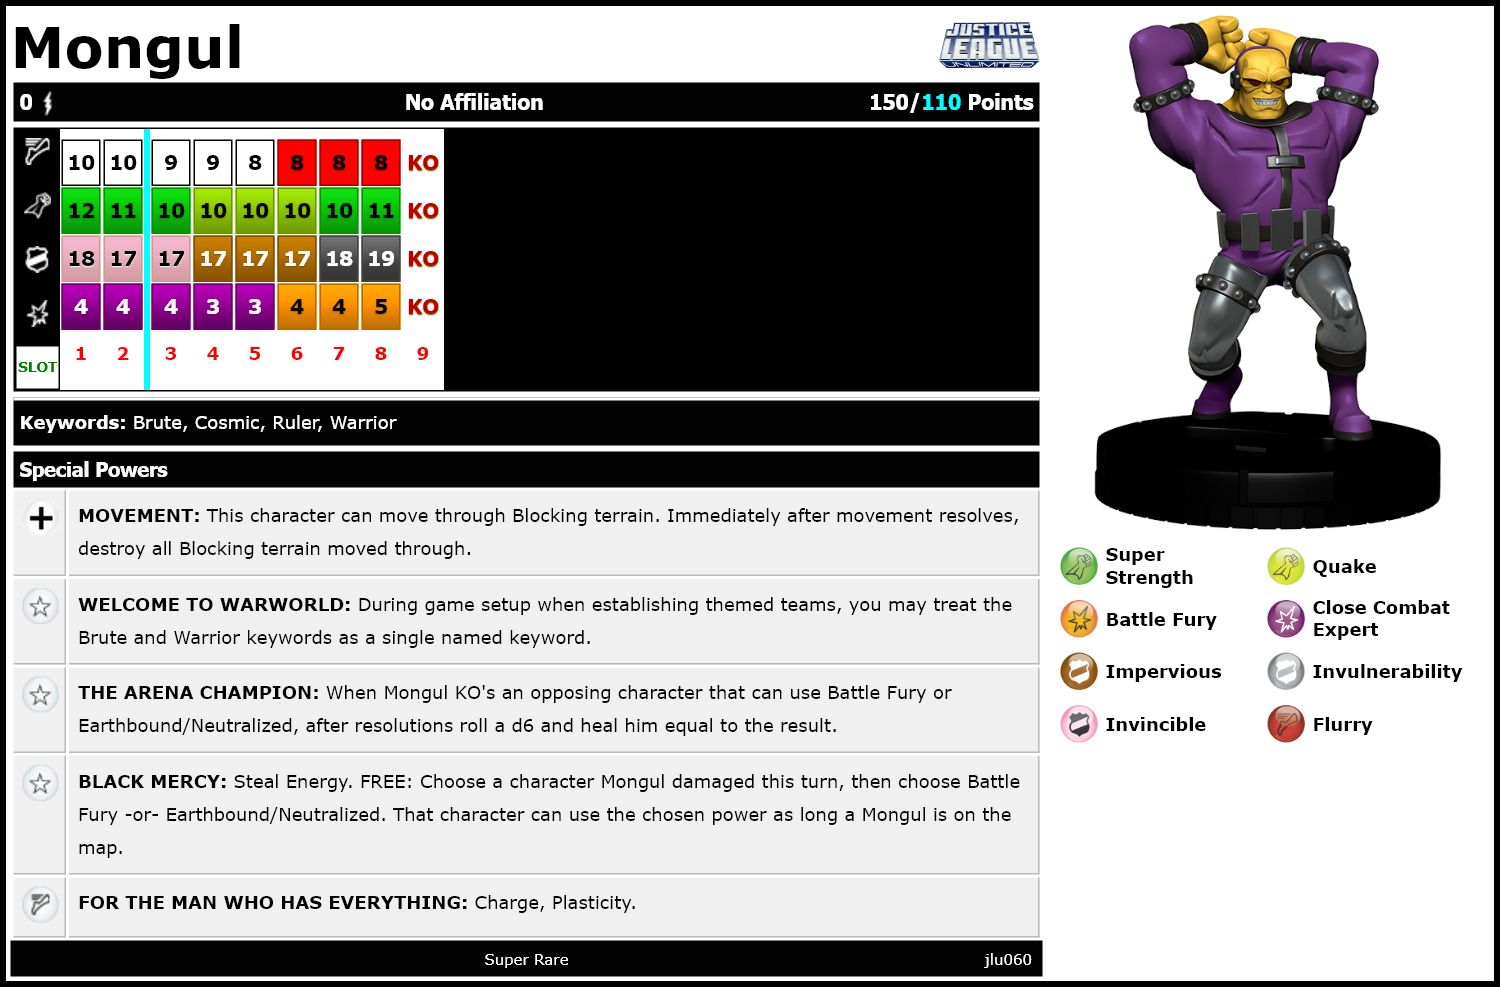 Mongul
JUSTICE
LEAGUE
UNLIMITED
0 No Affiliation 150/110 Points
10 10 9 9 8 8 8 8 KO
12 11 10 10 10 10 10 11 KO
18 17 17 17 17 17 18 19 KO
4 4 4 3 3 4 4 5 KO
SLOT 1 2 3 4 5 6 7 8 9
Keywords: Brute, Cosmic, Ruler, Warrior
Special Powers
MOVEMENT: This character can move through Blocking terrain. Immediately after movement resolves,
destroy all Blocking terrain moved through.
WELCOME TO WARWORLD: During game setup when establishing themed teams, you may treat the
Brute and Warrior keywords as a single named keyword.
THE ARENA CHAMPION: When Mongul KO's an opposing character that can use Battle Fury or
Earthbound/Neutralized, after resolutions roll a d6 and heal him equal to the result.
BLACK MERCY: Steal Energy. FREE: Choose a character Mongul damaged this turn, then choose Battle
Fury -or- Earthbound/Neutralized. That character can use the chosen power as long a Mongul is on the
map.
FOR THE MAN WHO HAS EVERYTHING: Charge, Plasticity.
Super Rare jlu060
Super
Strength
Quake
Battle Fury
Close Combat
Expert
Impervious
Invulnerability
Invincible
Flurry